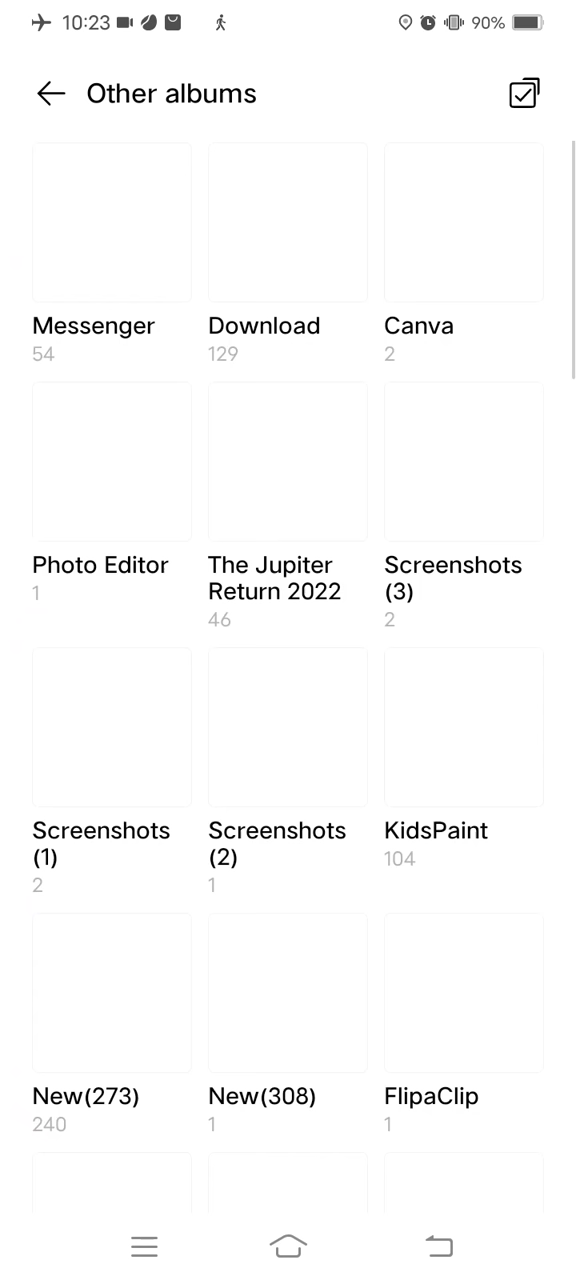 10:23
90%
Other albums
Messenger
54
Download
129
Canva
2
Photo Editor
1
The Jupiter
Return 2022
46
Screenshots
(3)
2
Screenshots
(1)
2
Screenshots
(2)
1
KidsPaint
104
New(273)
240
New(308)
1
FlipaClip
1